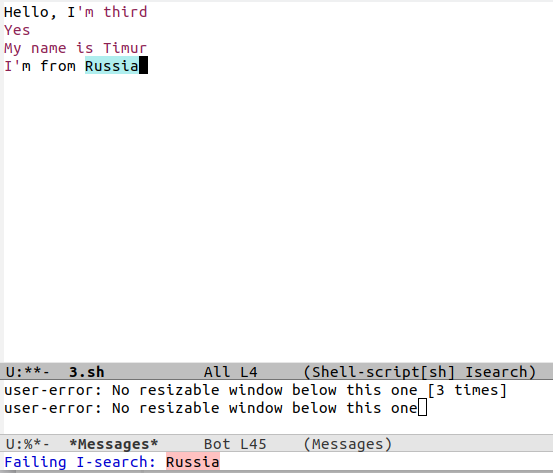 Hello, I'm third
Yes
My name is Timur
I'm from Russia
U:**-  3.sh           All L4     (Shell-script[sh] Isearch)
user-error: No resizable window below this one [3 times]
user-error: No resizable window below this one
U:%*-  *Messages*     Bot L45    (Messages)
Failing I-search: Russia